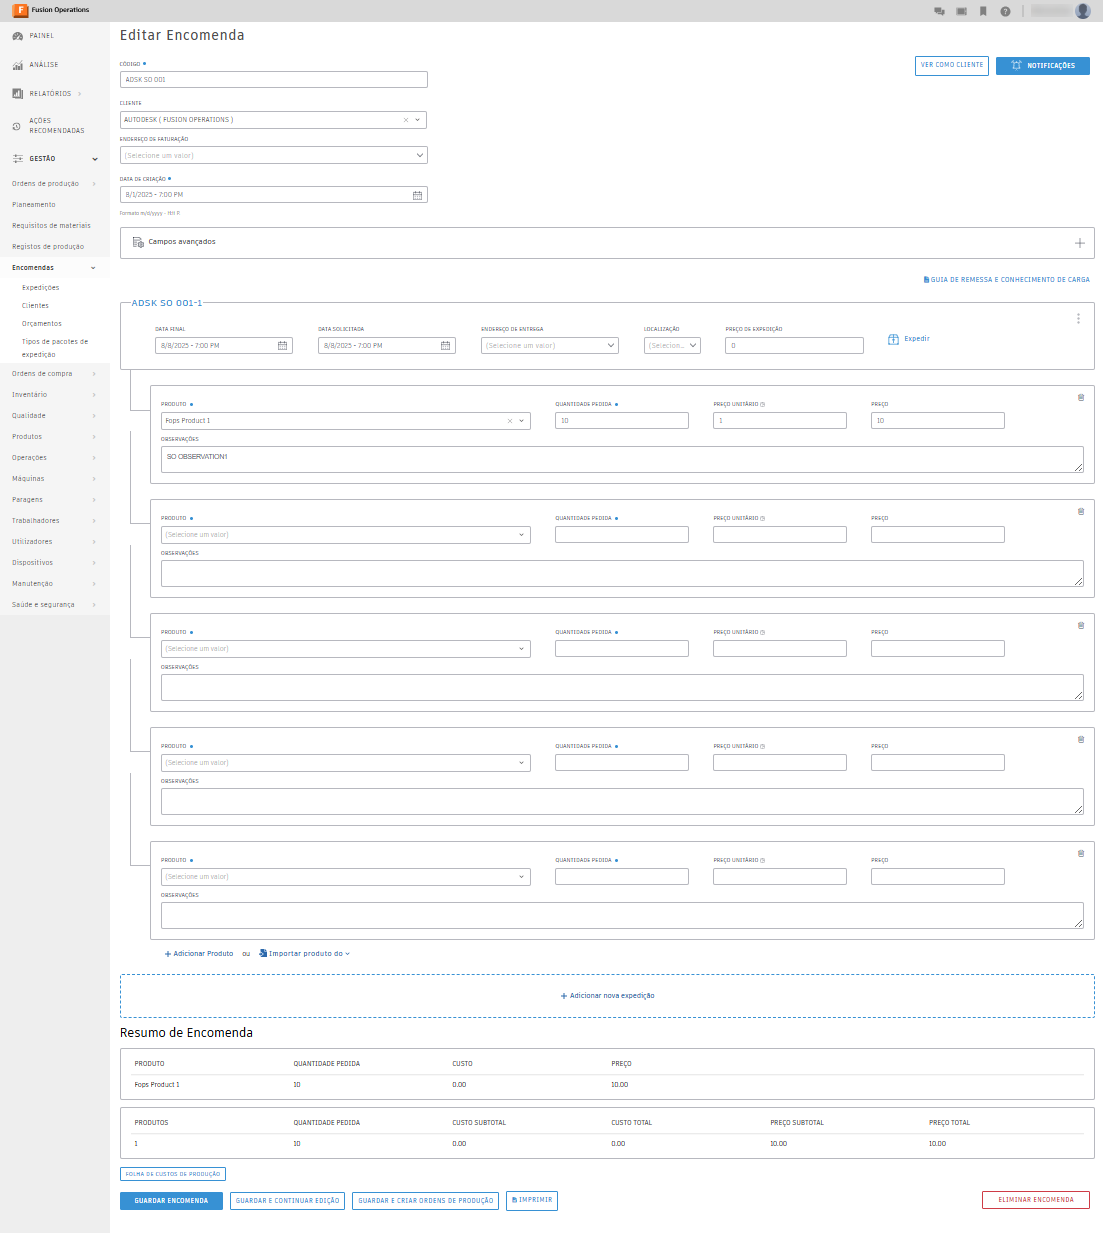 Fusion Operations
PAINEL
ANÁLISE
RELATÓRIOS
AÇÕES
RECOMENDADAS
GESTÃO
Ordens de produção
Planeamento
Requisitos de materiais
Registos de produção
Encomendas
Expedições
Clientes
Orçamentos
Tipos de pacotes de
expedição
Ordens de compra
Inventário
Qualidade
Produtos
Operações
Máquinas
Paragens
Trabalhadores
Utilizadores
Dispositivos
Manutenção
Saúde e segurança
Editar Encomenda
VER COMO CLIENTE
NOTIFICAÇÕES
CÓDIGO
ADSK SO 001
CLIENTE
AUTODESK ( FUSION OPERATIONS )
ENDEREÇO DE FATURAÇÃO
(Selecione um valor)
DATA DE CRIAÇÃO
8/1/2025 - 7:00 PM
Formato m/d/yyyy - H:i P.
Campos avançados
GUIA DE REMESSA E CONHECIMENTO DE CARGA
ADSK SO 001-1
DATA FINAL DATA SOLICITADA ENDEREÇO DE ENTREGA LOCALIZAÇÃO PREÇO DE EXPEDIÇÃO
8/8/2025 - 7:00 PM 8/8/2025 - 7:00 PM (Selecione um valor) (Selecion... 0 Expedir
PRODUTO QUANTIDADE PEDIDA PREÇO UNITÁRIO PREÇO
Fops Product 1 10 1 10
OBSERVAÇÕES
SO OBSERVATION1
PRODUTO QUANTIDADE PEDIDA PREÇO UNITÁRIO PREÇO
(Selecione um valor)
OBSERVAÇÕES
PRODUTO QUANTIDADE PEDIDA PREÇO UNITÁRIO PREÇO
(Selecione um valor)
OBSERVAÇÕES
PRODUTO QUANTIDADE PEDIDA PREÇO UNITÁRIO PREÇO
(Selecione um valor)
OBSERVAÇÕES
PRODUTO QUANTIDADE PEDIDA PREÇO UNITÁRIO PREÇO
(Selecione um valor)
OBSERVAÇÕES
+ Adicionar Produto ou Importar produto do
+ Adicionar nova expedição
Resumo de Encomenda
PRODUTO QUANTIDADE PEDIDA CUSTO PREÇO
Fops Product 1 10 0.00 10.00
PRODUTOS QUANTIDADE PEDIDA CUSTO SUBTOTAL CUSTO TOTAL PREÇO SUBTOTAL PREÇO TOTAL
1 10 0.00 0.00 10.00 10.00
FOLHA DE CUSTOS DE PRODUÇÃO
GUARDAR ENCOMENDA GUARDAR E CONTINUAR EDIÇÃO GUARDAR E CRIAR ORDENS DE PRODUÇÃO IMPRIMIR ELIMINAR ENCOMENDA